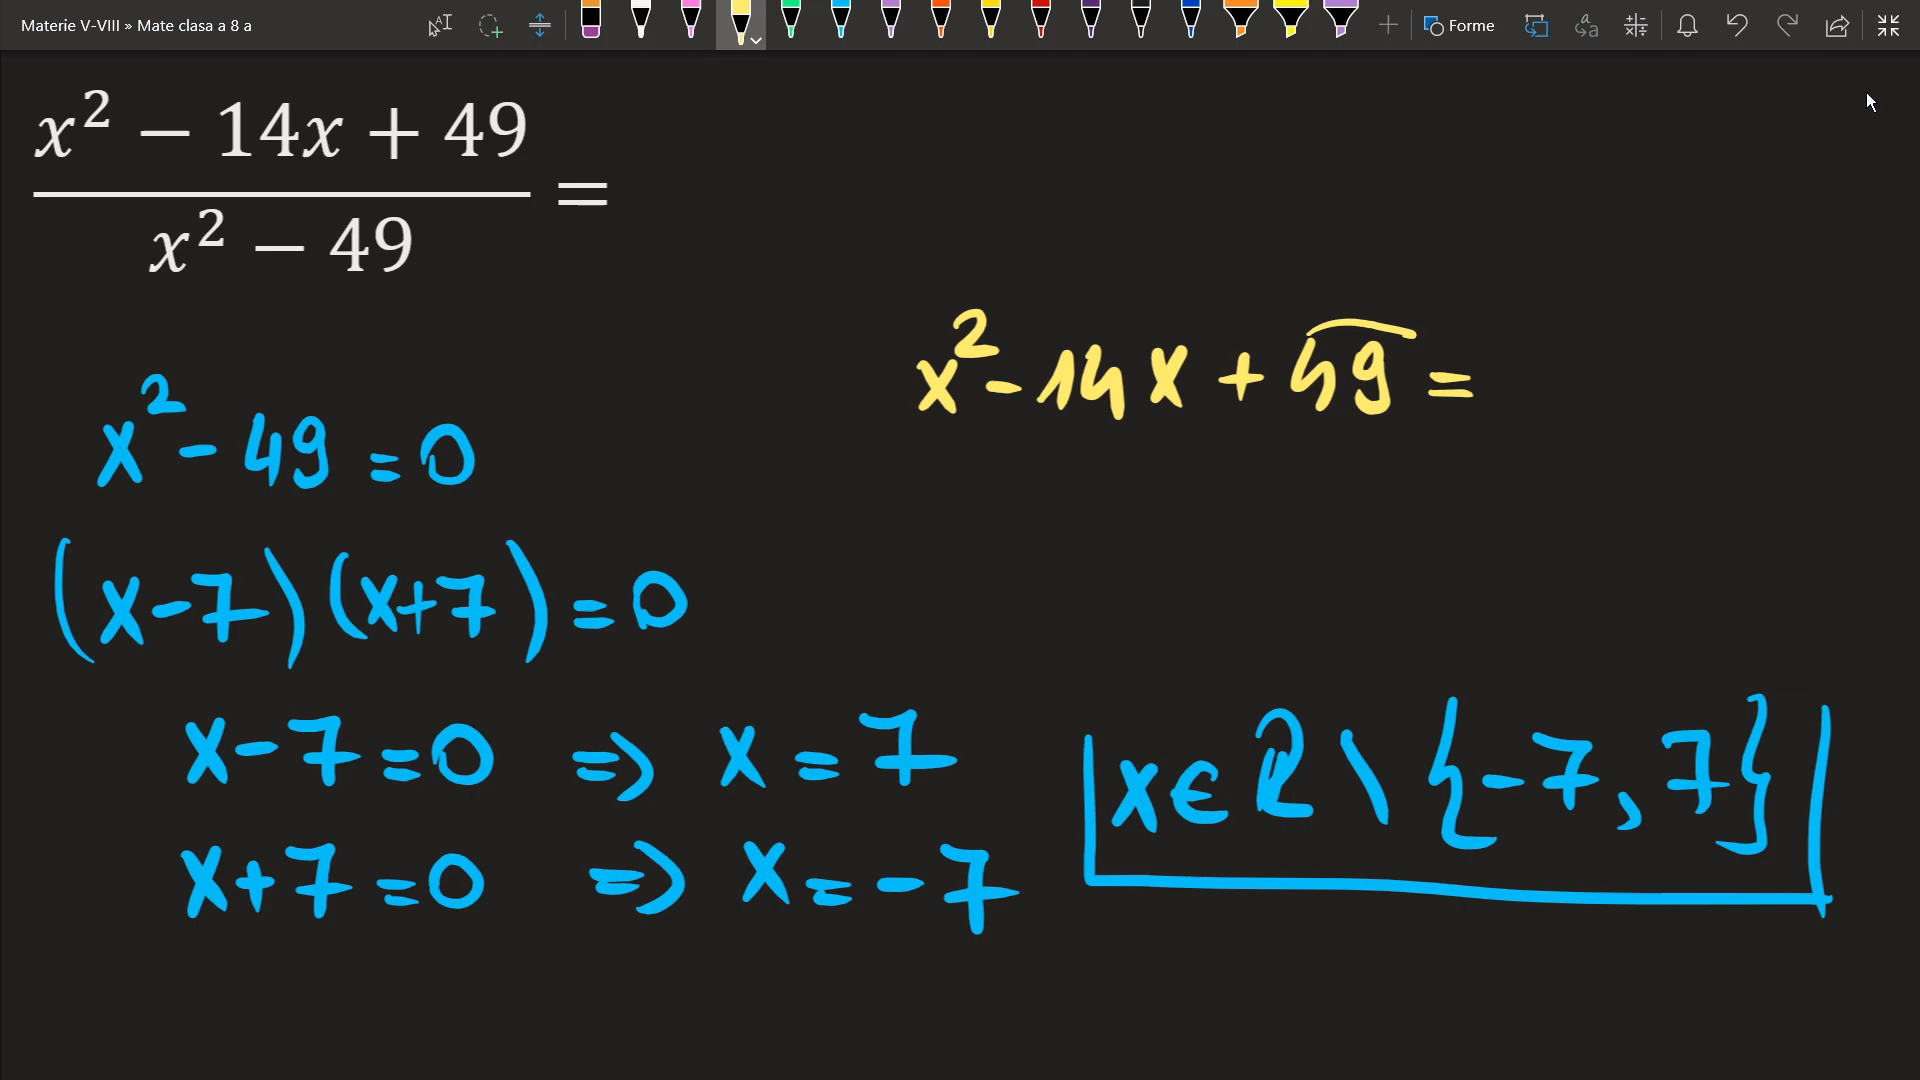 Materie V-VIII » Mate clasa a 8 a
Forme
x² − 14x + 49
x² − 49
=
x² - 14x + 49 =
x² - 49 = 0
(x-7)(x+7) = 0
x-7=0 ⇒ x = 7
x+7=0 ⇒ x = -7
x∈R\{-7,7}